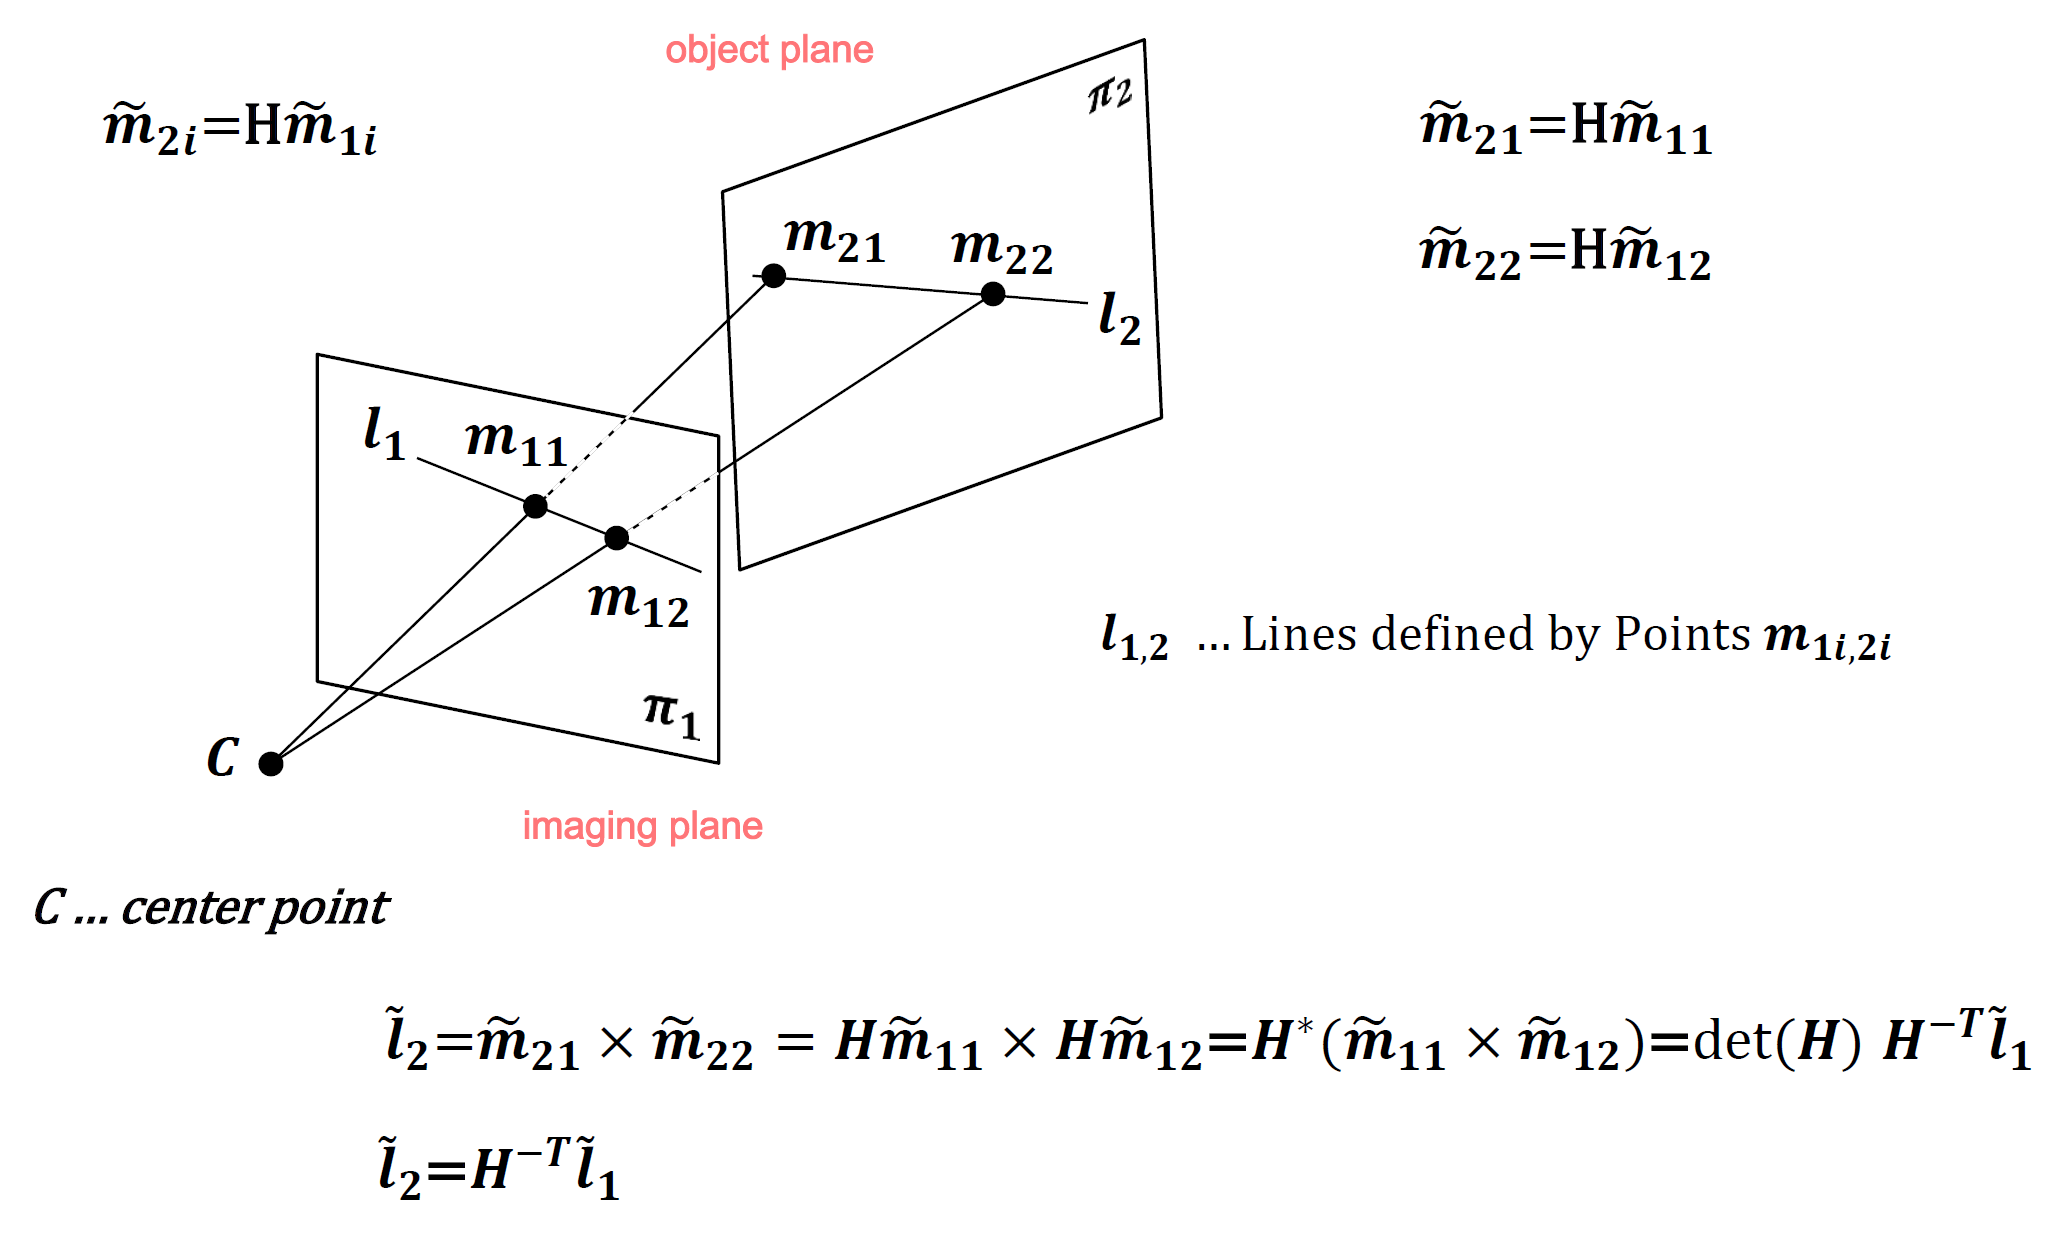 object plane
π₂
m̃₂ᵢ=Hm̃₁ᵢ
m̃₂₁=Hm̃₁₁
m₂₁
m₂₂
m̃₂₂=Hm̃₁₂
l₂
l₁
m₁₁
m₁₂
l₁,₂ ... Lines defined by Points m₁ᵢ,₂ᵢ
π₁
C
imaging plane
C ... center point
l̃₂=m̃₂₁ × m̃₂₂ = Hm̃₁₁ × Hm̃₁₂=H*(m̃₁₁ × m̃₁₂)=det(H) H⁻ᵀl̃₁
l̃₂=H⁻ᵀl̃₁